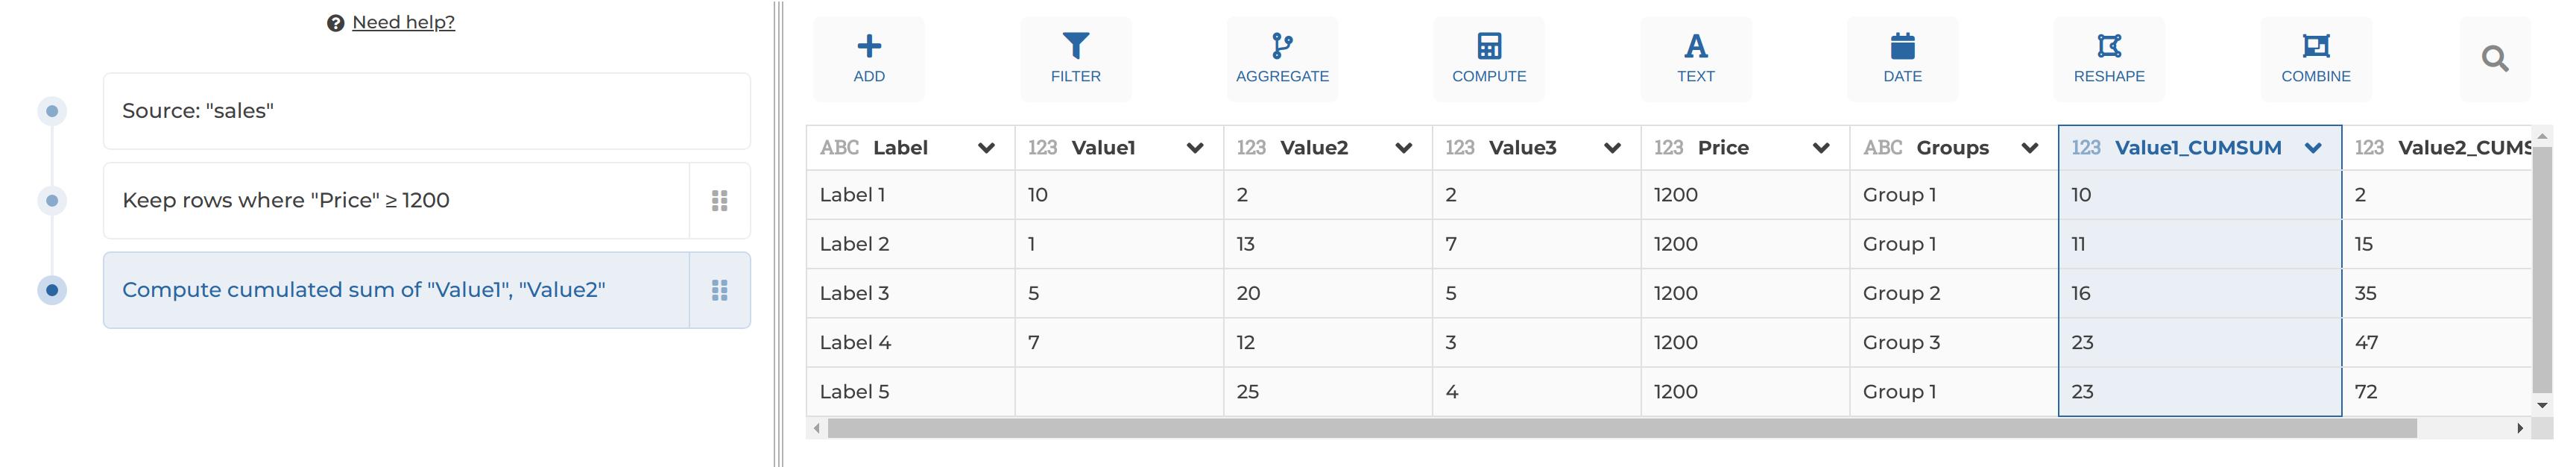 Need help?
Source: "sales"
Keep rows where "Price" ≥ 1200
Compute cumulated sum of "Value1", "Value2"
ADD FILTER AGGREGATE COMPUTE TEXT DATE RESHAPE COMBINE
ABC Label 123 Value1 123 Value2 123 Value3 123 Price ABC Groups 123 Value1_CUMSUM 123 Value2_CUMS
Label 1 10 2 2 1200 Group 1 10 2
Label 2 1 13 7 1200 Group 1 11 15
Label 3 5 20 5 1200 Group 2 16 35
Label 4 7 12 3 1200 Group 3 23 47
Label 5 25 4 1200 Group 1 23 72